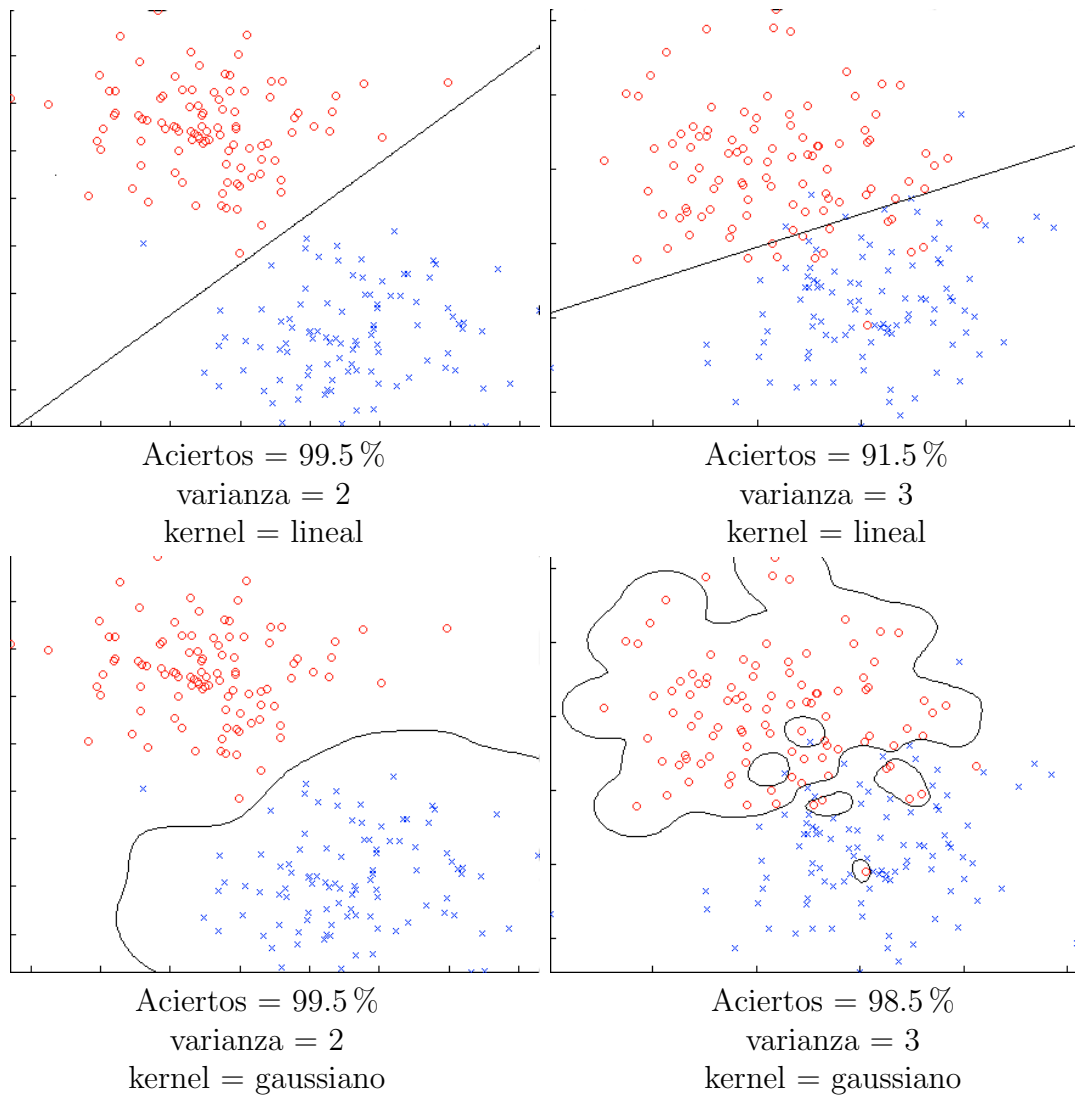 Aciertos = 99.5 %
varianza = 2
kernel = lineal
Aciertos = 91.5 %
varianza = 3
kernel = lineal
Aciertos = 99.5 %
varianza = 2
kernel = gaussiano
Aciertos = 98.5 %
varianza = 3
kernel = gaussiano